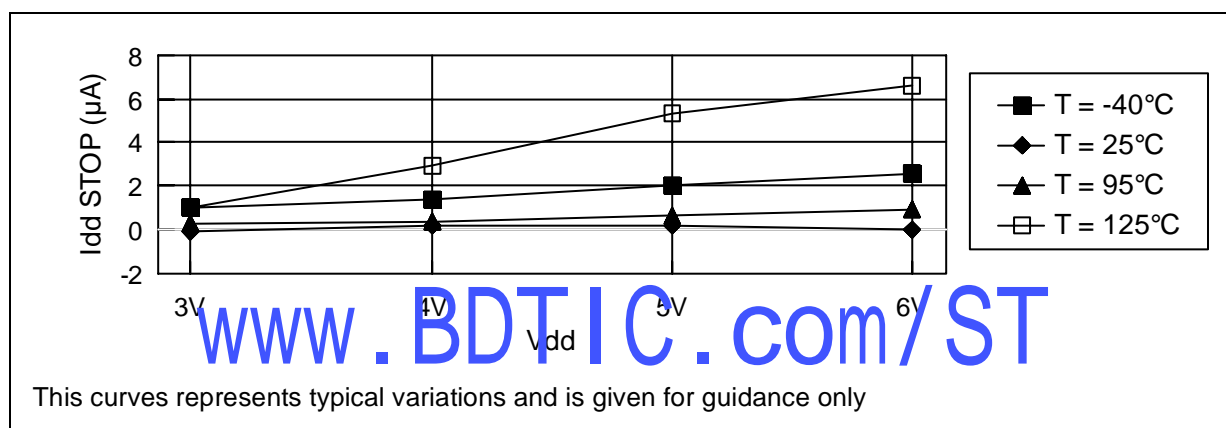 8
6
4
2
0
-2
Idd STOP (µA)
3V 4V 5V 6V
Vdd
T = -40°C
T = 25°C
T = 95°C
T = 125°C
www.BDTIC.com/ST
This curves represents typical variations and is given for guidance only